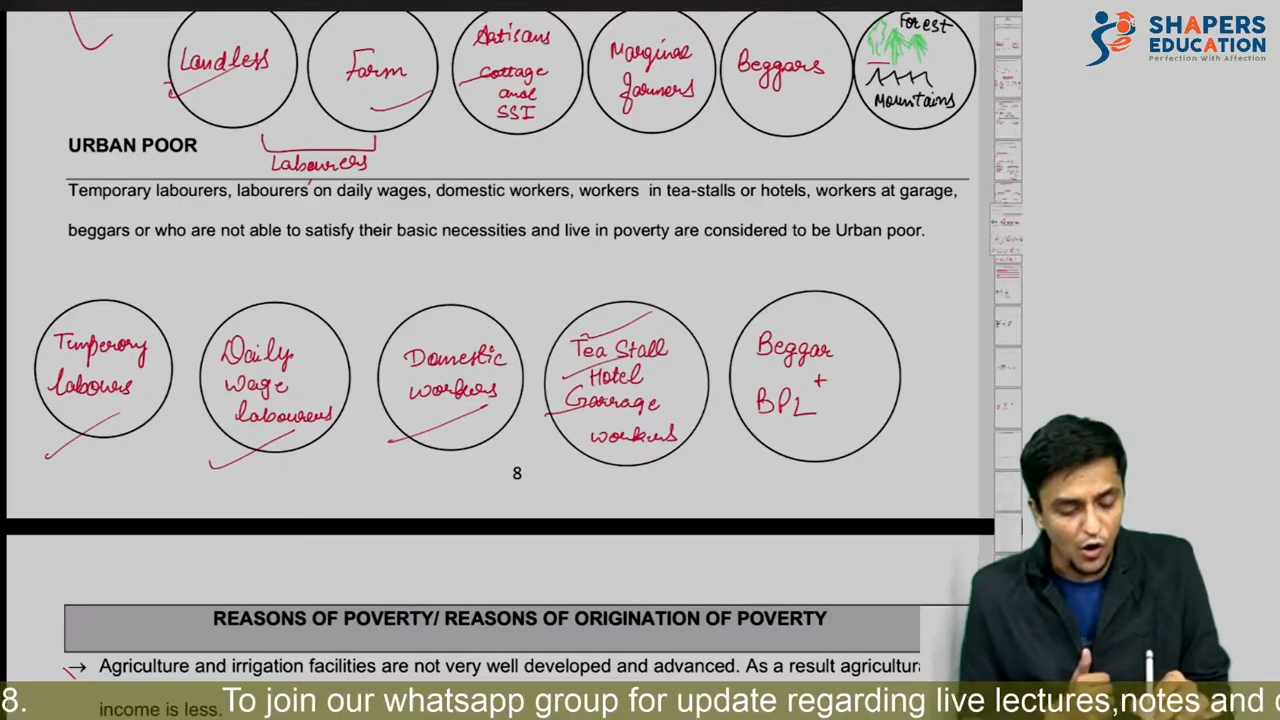 SHAPERS
EDUCATION
Perfection With Affection
Landless
Farm
Artisans
Cottage
and
SSI
Marginal
farmers
Beggars
Forest
Mountains
Labourers
URBAN POOR
Temporary labourers, labourers on daily wages, domestic workers, workers in tea-stalls or hotels, workers at garage,
beggars or who are not able to satisfy their basic necessities and live in poverty are considered to be Urban poor.
Temperory
labours
Daily
wage
labourers
Domestic
workers
Tea Stall
Hotel
Garrage
workers
Beggar
+
BPL
8
REASONS OF POVERTY/ REASONS OF ORIGINATION OF POVERTY
→ Agriculture and irrigation facilities are not very well developed and advanced. As a result agricultura
income is less.
8. To join our whatsapp group for update regarding live lectures,notes and